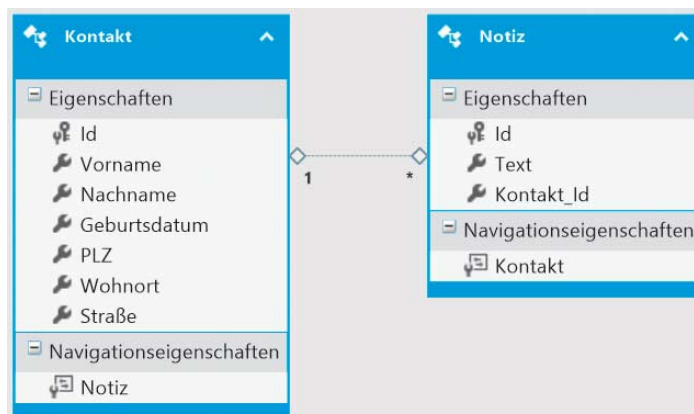 Kontakt
Eigenschaften
Id
Vorname
Nachname
Geburtsdatum
PLZ
Wohnort
Straße
Navigationseigenschaften
Notiz
1
*
Notiz
Eigenschaften
Id
Text
Kontakt_Id
Navigationseigenschaften
Kontakt